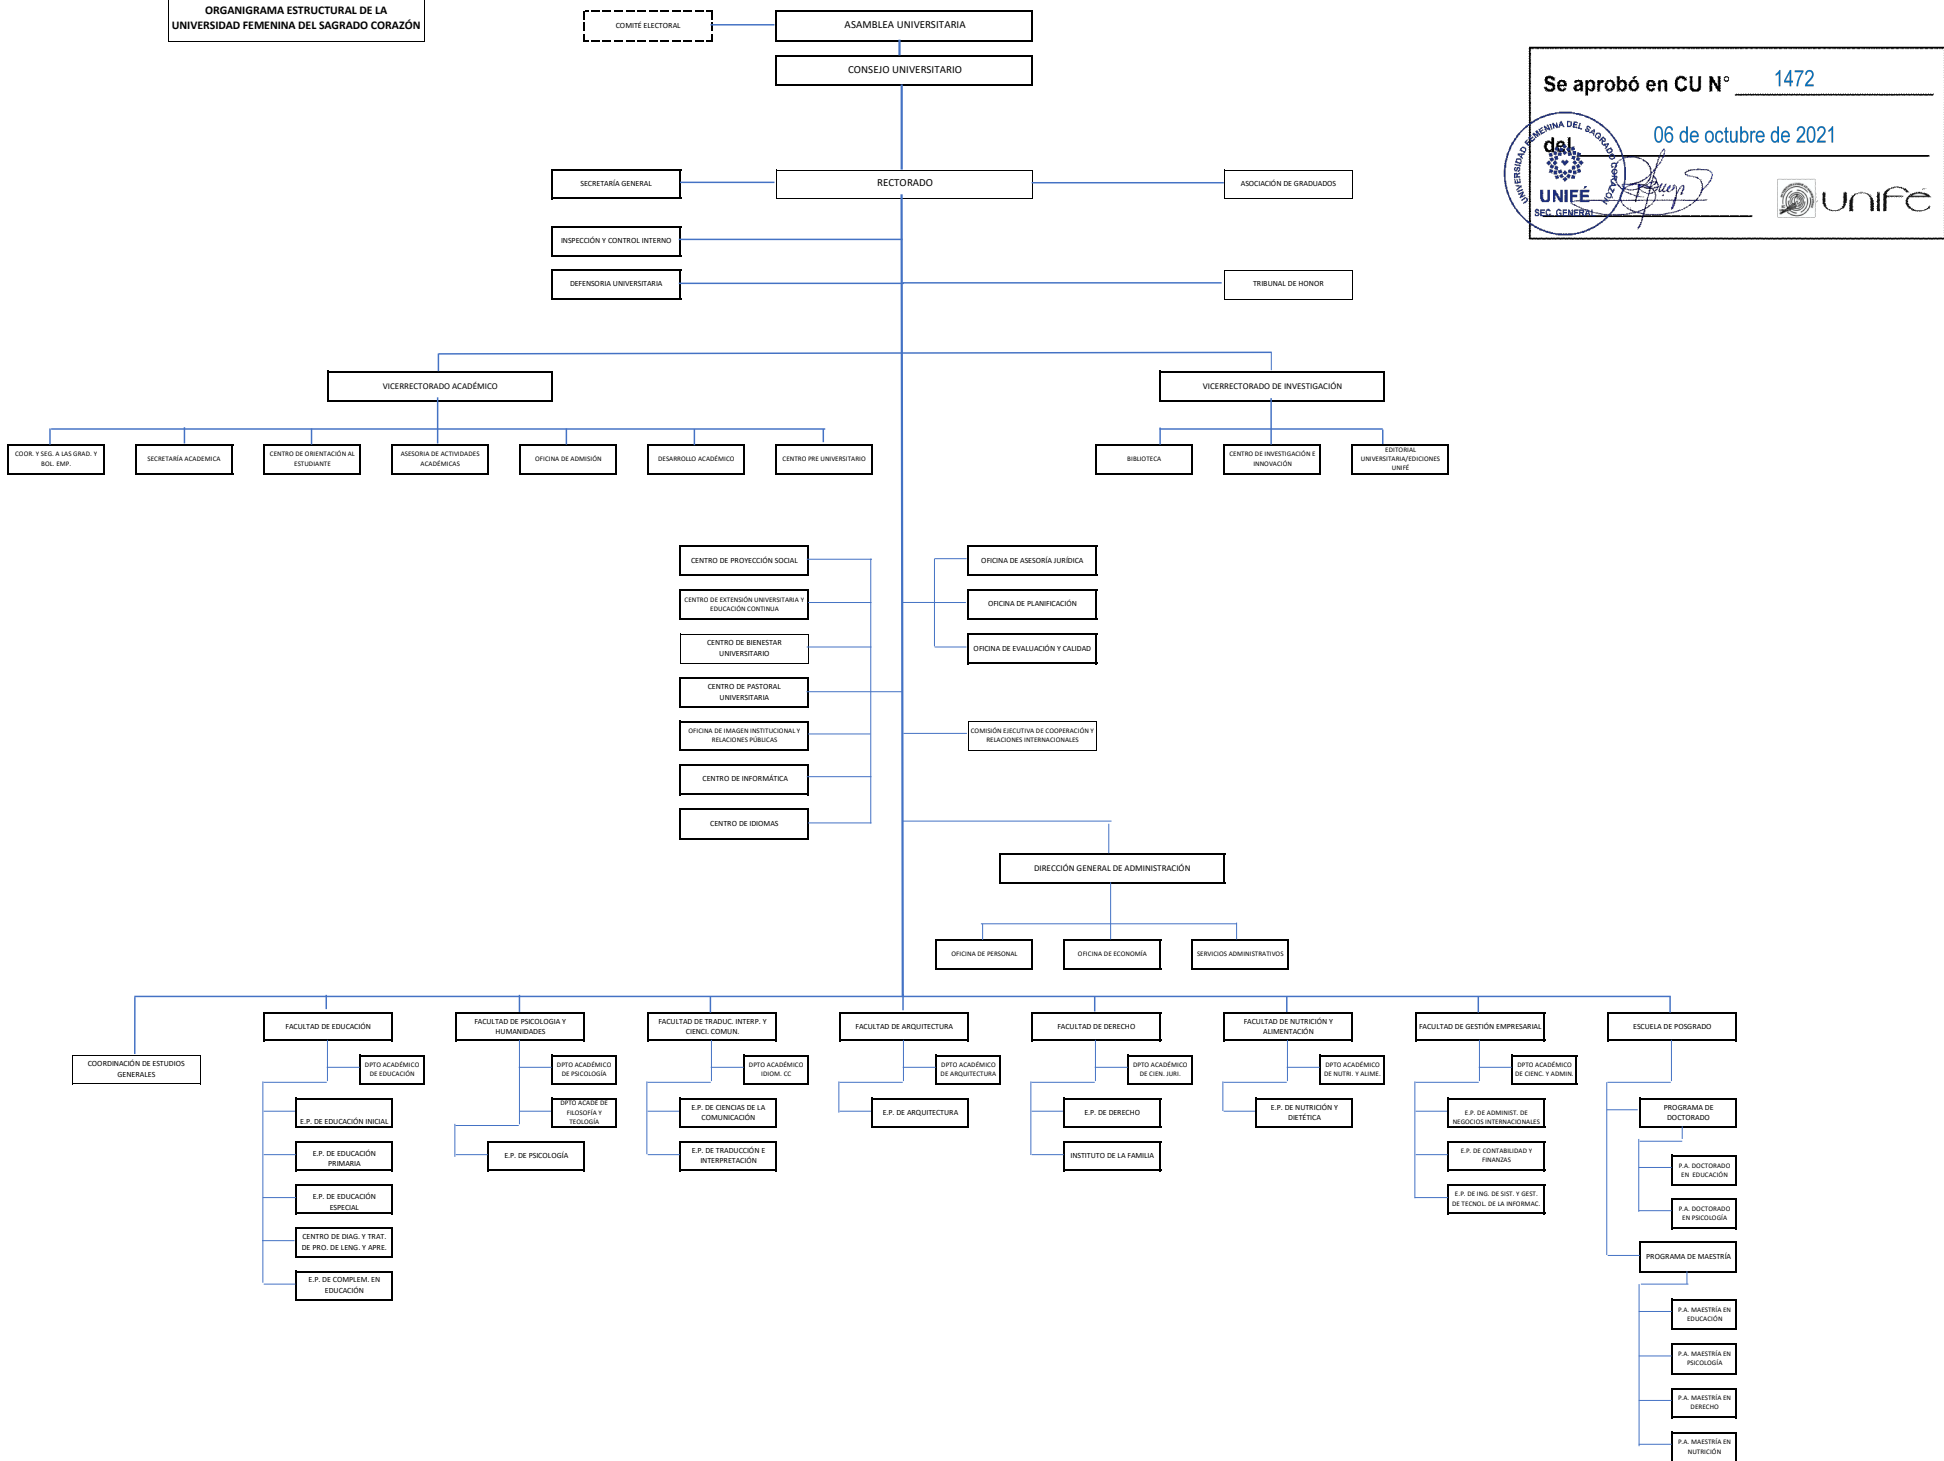 ORGANIGRAMA ESTRUCTURAL DE LA
UNIVERSIDAD FEMENINA DEL SAGRADO CORAZÓN
COMITÉ ELECTORAL
ASAMBLEA UNIVERSITARIA
CONSEJO UNIVERSITARIO
Se aprobó en CU N° 1472
del 06 de octubre de 2021
UNIVERSIDAD FEMENINA DEL SAGRADO CORAZÓN
UNIFÉ
SEC. GENERAL
unifé
SECRETARÍA GENERAL
RECTORADO
ASOCIACIÓN DE GRADUADOS
INSPECCIÓN Y CONTROL INTERNO
DEFENSORIA UNIVERSITARIA
TRIBUNAL DE HONOR
VICERRECTORADO ACADÉMICO
VICERRECTORADO DE INVESTIGACIÓN
COOR. Y SEG. A LAS GRAD. Y
BOL. EMP.
SECRETARÍA ACADEMICA
CENTRO DE ORIENTACIÓN AL
ESTUDIANTE
ASESORIA DE ACTIVIDADES
ACADÉMICAS
OFICINA DE ADMISIÓN
DESARROLLO ACADÉMICO
CENTRO PRE UNIVERSITARIO
BIBLIOTECA
CENTRO DE INVESTIGACIÓN E
INNOVACIÓN
EDITORIAL
UNIVERSITARIA/EDICIONES
UNIFÉ
CENTRO DE PROYECCIÓN SOCIAL
CENTRO DE EXTENSIÓN UNIVERSITARIA Y
EDUCACIÓN CONTINUA
CENTRO DE BIENESTAR
UNIVERSITARIO
CENTRO DE PASTORAL
UNIVERSITARIA
OFICINA DE IMAGEN INSTITUCIONAL Y
RELACIONES PÚBLICAS
CENTRO DE INFORMÁTICA
CENTRO DE IDIOMAS
OFICINA DE ASESORÍA JURÍDICA
OFICINA DE PLANIFICACIÓN
OFICINA DE EVALUACIÓN Y CALIDAD
COMISIÓN EJECUTIVA DE COOPERACIÓN Y
RELACIONES INTERNACIONALES
DIRECCIÓN GENERAL DE ADMINISTRACIÓN
OFICINA DE PERSONAL
OFICINA DE ECONOMÍA
SERVICIOS ADMINISTRATIVOS
COORDINACIÓN DE ESTUDIOS
GENERALES
FACULTAD DE EDUCACIÓN
DPTO ACADÉMICO
DE EDUCACIÓN
E.P. DE EDUCACIÓN INICIAL
E.P. DE EDUCACIÓN
PRIMARIA
E.P. DE EDUCACIÓN
ESPECIAL
CENTRO DE DIAG. Y TRAT.
DE PRO. DE LENG. Y APRE.
E.P. DE COMPLEM. EN
EDUCACIÓN
FACULTAD DE PSICOLOGIA Y
HUMANIDADES
DPTO ACADÉMICO
DE PSICOLOGÍA
DPTO ACADE DE
FILOSOFÍA Y
TEOLOGÍA
E.P. DE PSICOLOGÍA
FACULTAD DE TRADUC. INTERP. Y
CIENCI. COMUN.
DPTO ACADÉMICO
IDIOM. CC
E.P. DE CIENCIAS DE LA
COMUNICACIÓN
E.P. DE TRADUCCIÓN E
INTERPRETACIÓN
FACULTAD DE ARQUITECTURA
DPTO ACADÉMICO
DE ARQUITECTURA
E.P. DE ARQUITECTURA
FACULTAD DE DERECHO
DPTO ACADÉMICO
DE CIEN. JURI.
E.P. DE DERECHO
INSTITUTO DE LA FAMILIA
FACULTAD DE NUTRICIÓN Y
ALIMENTACIÓN
DPTO ACADÉMICO
DE NUTRI. Y ALIME.
E.P. DE NUTRICIÓN Y
DIETÉTICA
FACULTAD DE GESTIÓN EMPRESARIAL
DPTO ACADÉMICO
DE CIENC. Y ADMIN.
E.P. DE ADMINIST. DE
NEGOCIOS INTERNACIONALES
E.P. DE CONTABILIDAD Y
FINANZAS
E.P. DE ING. DE SIST. Y GEST.
DE TECNOL. DE LA INFORMAC.
ESCUELA DE POSGRADO
PROGRAMA DE
DOCTORADO
P.A. DOCTORADO
EN EDUCACIÓN
P.A. DOCTORADO
EN PSICOLOGÍA
PROGRAMA DE MAESTRÍA
P.A. MAESTRÍA EN
EDUCACIÓN
P.A. MAESTRÍA EN
PSICOLOGÍA
P.A. MAESTRÍA EN
DERECHO
P.A. MAESTRÍA EN
NUTRICIÓN